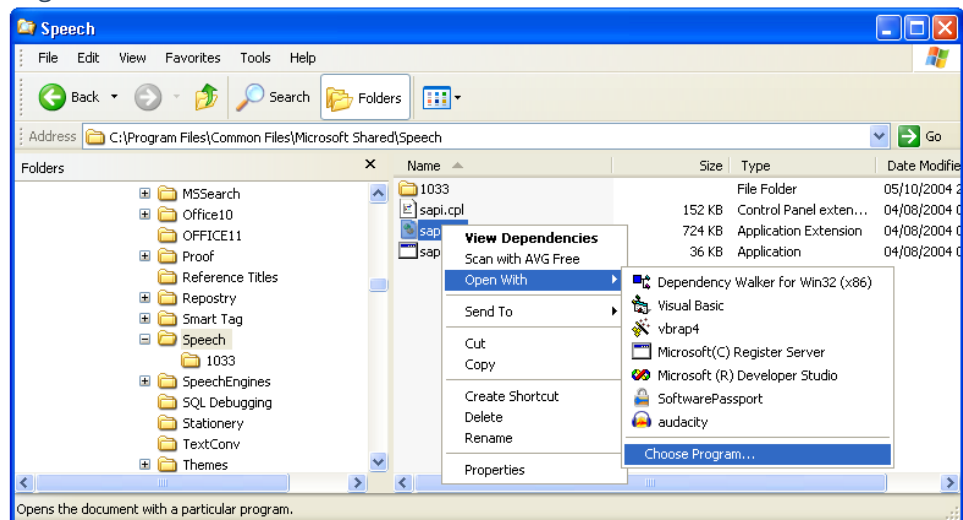 Speech
File Edit View Favorites Tools Help
Back Search Folders
Address C:\Program Files\Common Files\Microsoft Shared\Speech Go
Folders
MSSearch
Office10
OFFICE11
Proof
Reference Titles
Repostry
Smart Tag
Speech
1033
SpeechEngines
SQL Debugging
Stationery
TextConv
Themes
Name Size Type Date Modifie
1033 File Folder 05/10/2004 2
sapi.cpl 152 KB Control Panel exten... 04/08/2004 0
sap 724 KB Application Extension 04/08/2004 0
sap 36 KB Application 04/08/2004 0
View Dependencies
Scan with AVG Free
Open With
Send To
Cut
Copy
Create Shortcut
Delete
Rename
Properties
Dependency Walker for Win32 (x86)
Visual Basic
vbrap4
Microsoft(C) Register Server
Microsoft (R) Developer Studio
SoftwarePassport
audacity
Choose Program...
Opens the document with a particular program.